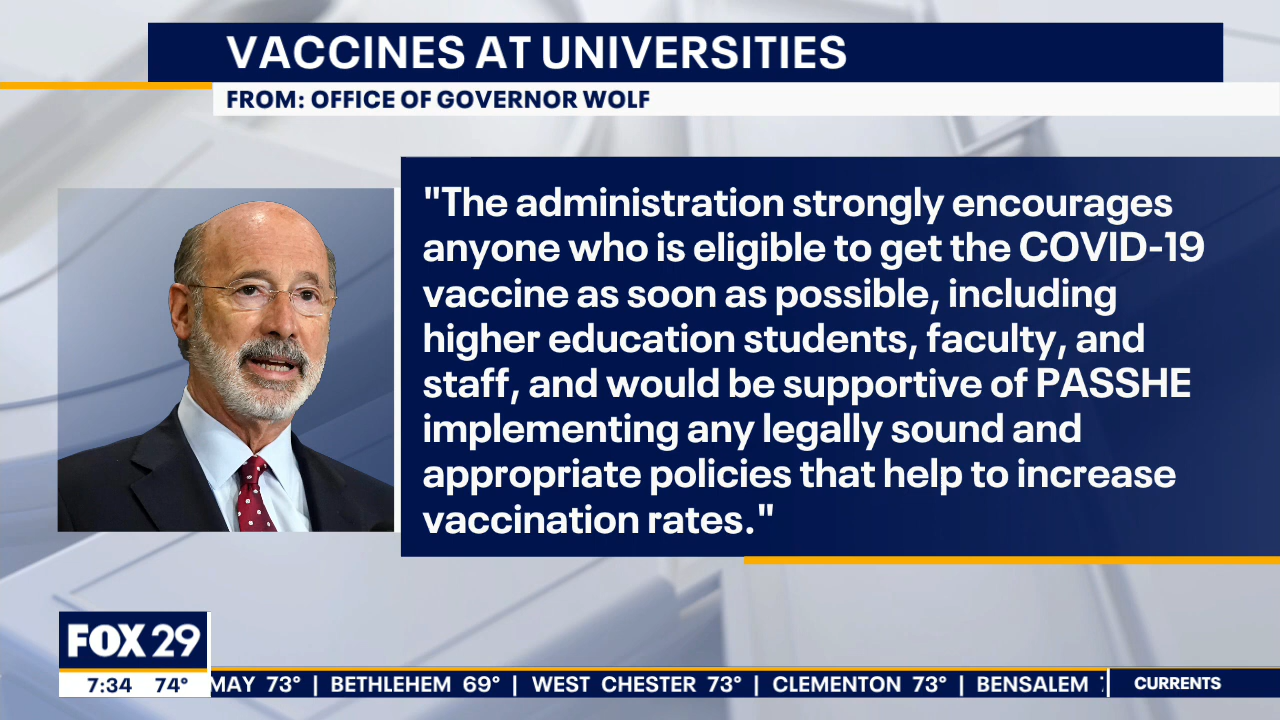 VACCINES AT UNIVERSITIES
FROM: OFFICE OF GOVERNOR WOLF
"The administration strongly encourages
anyone who is eligible to get the COVID-19
vaccine as soon as possible, including
higher education students, faculty, and
staff, and would be supportive of PASSHE
implementing any legally sound and
appropriate policies that help to increase
vaccination rates."
FOX 29
7:34 74° MAY 73° | BETHLEHEM 69° | WEST CHESTER 73° | CLEMENTON 73° | BENSALEM CURRENTS